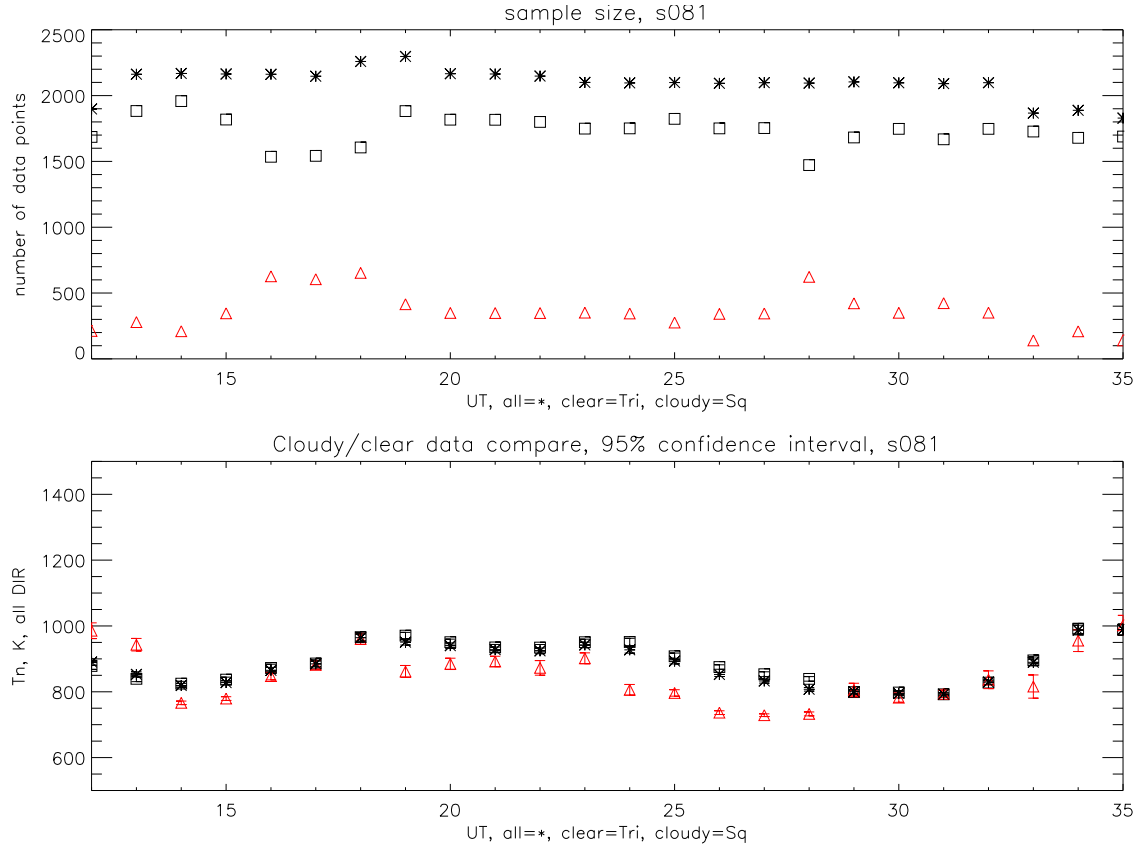 sample size, s081
number of data points
2500
2000
1500
1000
500
0
15 20 25 30 35
UT, all=*, clear=Tri, cloudy=Sq
Cloudy/clear data compare, 95% confidence interval, s081
Tn, K, all DIR
1400
1200
1000
800
600
15 20 25 30 35
UT, all=*, clear=Tri, cloudy=Sq